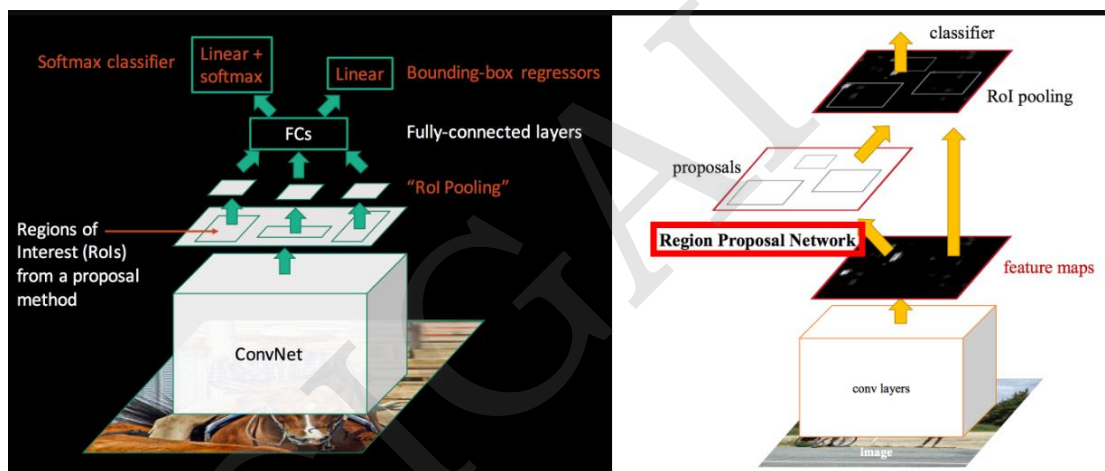 Softmax classifier
Linear +
softmax
Linear
Bounding-box regressors
FCs
Fully-connected layers
“RoI Pooling”
Regions of
Interest (RoIs)
from a proposal
method
ConvNet
classifier
RoI pooling
proposals
Region Proposal Network
feature maps
conv layers
image